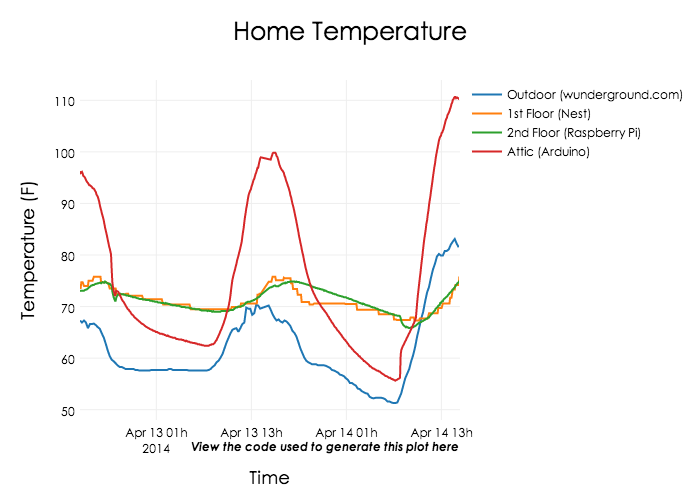 Home Temperature
Temperature (F)
110
100
90
80
70
60
50
Outdoor (wunderground.com)
1st Floor (Nest)
2nd Floor (Raspberry Pi)
Attic (Arduino)
Apr 13 01h
2014
Apr 13 13h
Apr 14 01h
Apr 14 13h
View the code used to generate this plot here
Time